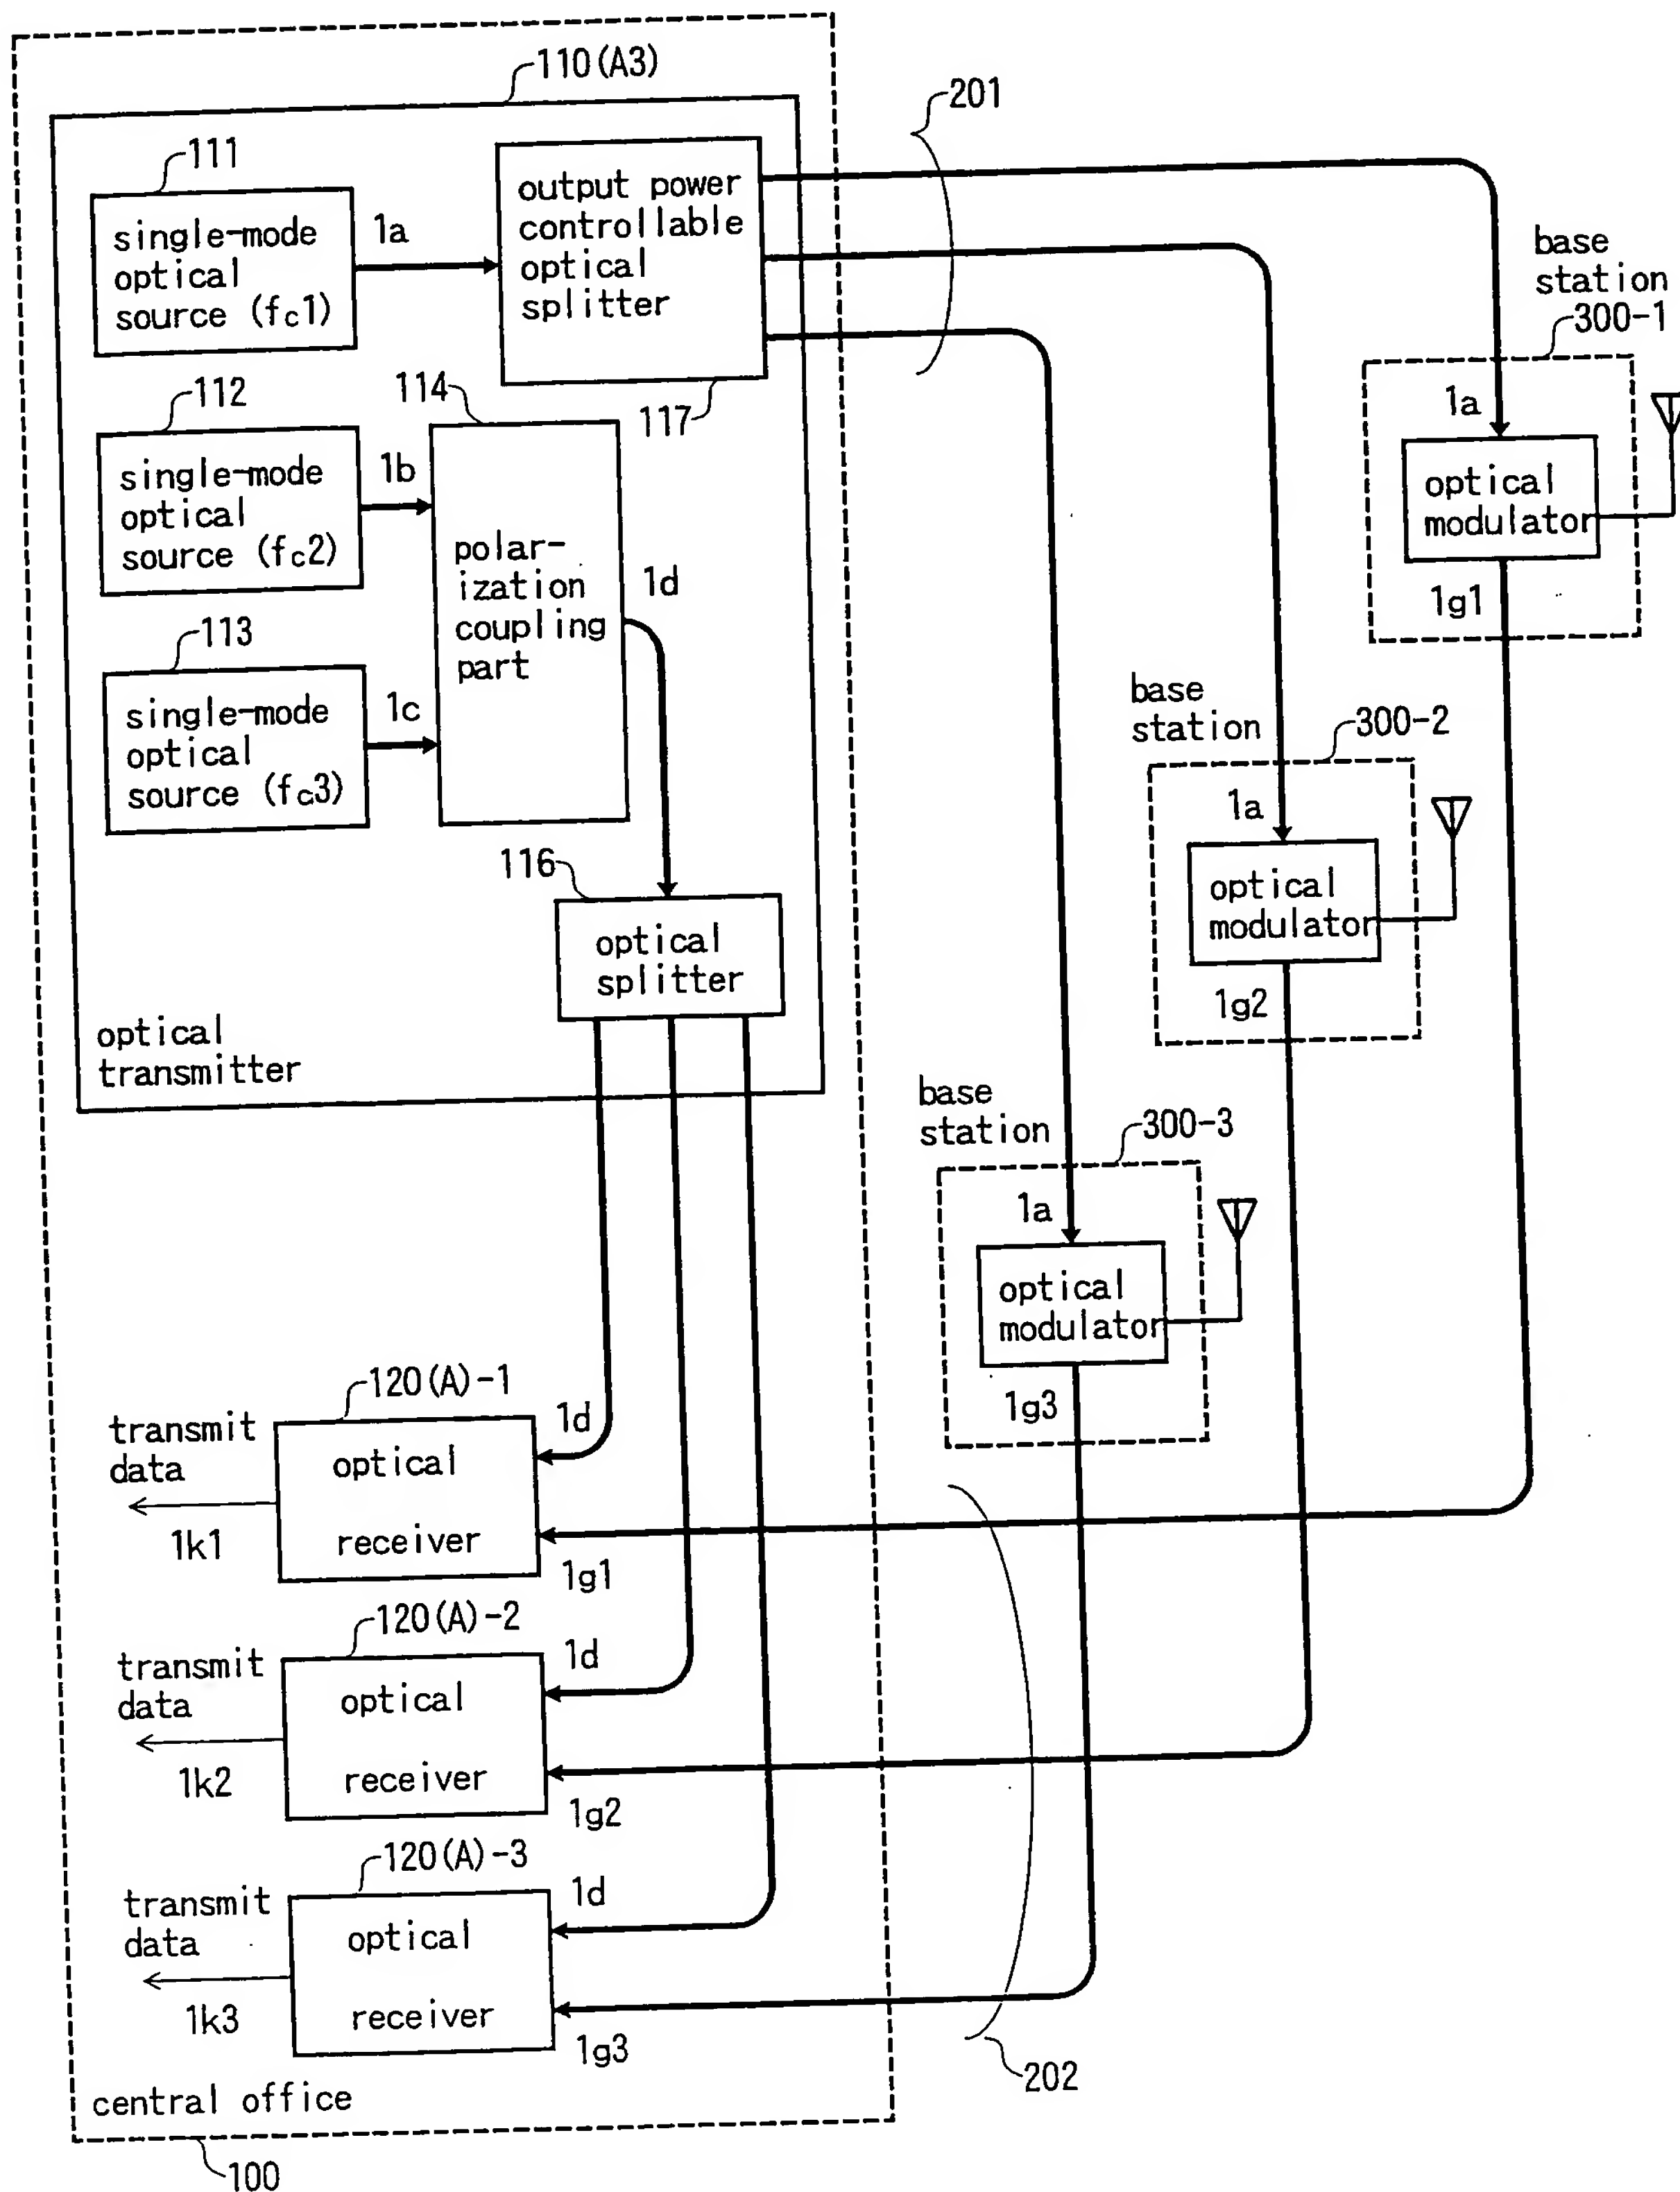 110(A3)
201
111
single-mode
optical
source (fc1)
1a
output power
controllable
optical
splitter
117
base
station
300-1
1a
optical
modulator
1g1
112
single-mode
optical
source (fc2)
1b
114
polar-
ization
coupling
part
1d
113
single-mode
optical
source (fc3)
1c
base
station
300-2
1a
optical
modulator
1g2
116
optical
splitter
optical
transmitter
base
station
300-3
1a
optical
modulator
1g3
120(A)-1
transmit
data
1k1
optical
receiver
1d
1g1
120(A)-2
transmit
data
1k2
optical
receiver
1d
1g2
120(A)-3
transmit
data
1k3
optical
receiver
1d
1g3
202
central office
100